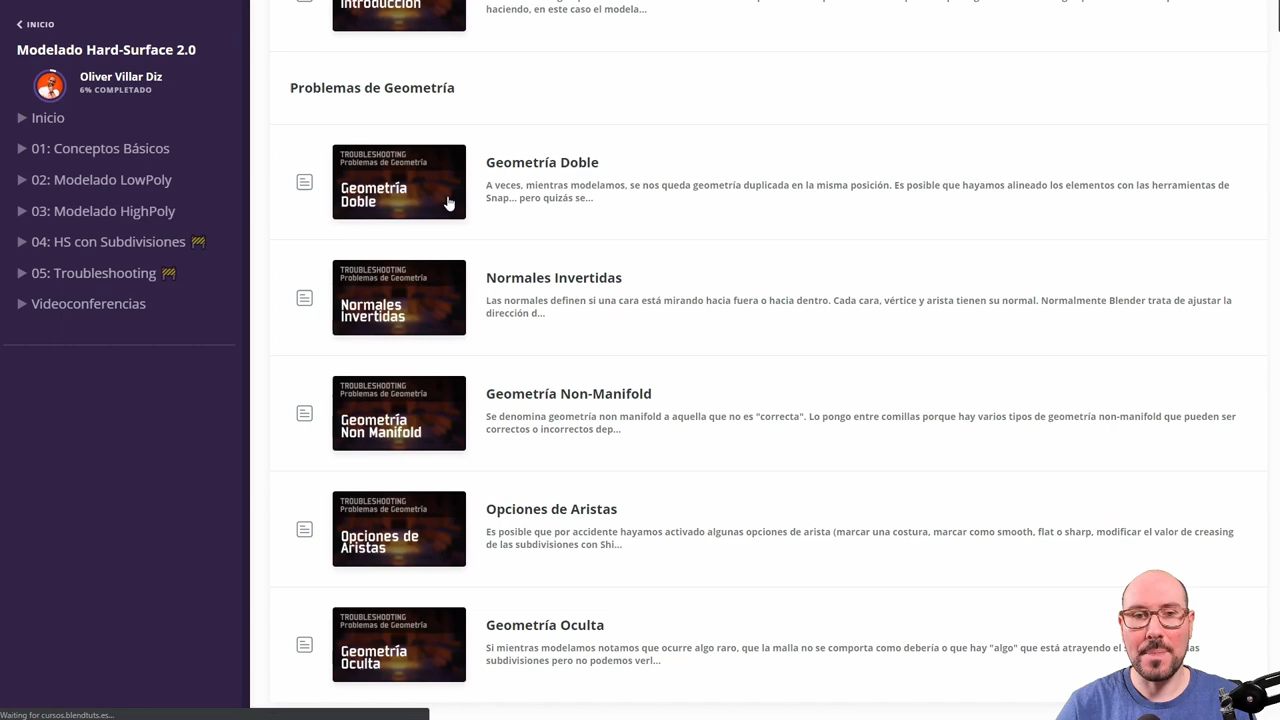 INICIO
Modelado Hard-Surface 2.0
Oliver Villar Diz
6% COMPLETADO
Inicio
01: Conceptos Básicos
02: Modelado LowPoly
03: Modelado HighPoly
04: HS con Subdivisiones
05: Troubleshooting
Videoconferencias
Introducción
haciendo, en este caso el modela...
Problemas de Geometría
TROUBLESHOOTING
Problemas de Geometría
Geometría
Doble
Geometría Doble
A veces, mientras modelamos, se nos queda geometría duplicada en la misma posición. Es posible que hayamos alineado los elementos con las herramientas de
Snap... pero quizás se...
TROUBLESHOOTING
Problemas de Geometría
Normales
Invertidas
Normales Invertidas
Las normales definen si una cara está mirando hacia fuera o hacia dentro. Cada cara, vértice y arista tienen su normal. Normalmente Blender trata de ajustar la
dirección d...
TROUBLESHOOTING
Problemas de Geometría
Geometría
Non Manifold
Geometría Non-Manifold
Se denomina geometría non manifold a aquella que no es "correcta". Lo pongo entre comillas porque hay varios tipos de geometría non-manifold que pueden ser
correctos o incorrectos dep...
TROUBLESHOOTING
Problemas de Geometría
Opciones de
Aristas
Opciones de Aristas
Es posible que por accidente hayamos activado algunas opciones de arista (marcar una costura, marcar como smooth, flat o sharp, modificar el valor de creasing
de las subdivisiones con Shi...
TROUBLESHOOTING
Problemas de Geometría
Geometría
Oculta
Geometría Oculta
Si mientras modelamos notamos que ocurre algo raro, que la malla no se comporta como debería o que hay "algo" que está atrayendo el las
subdivisiones pero no podemos verl...
Waiting for cursos.blendtuts.es...